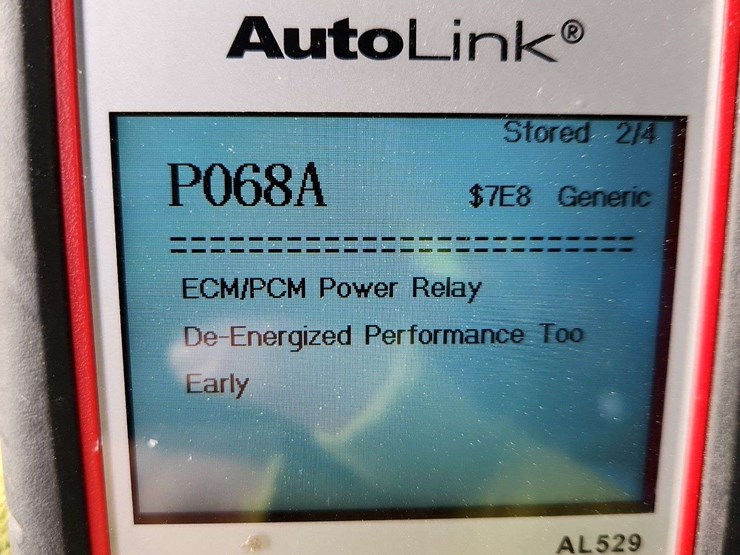 AutoLink®
Stored 2/4
P068A
$7E8 Generic
================================
ECM/PCM Power Relay
De-Energized Performance Too
Early
AL529